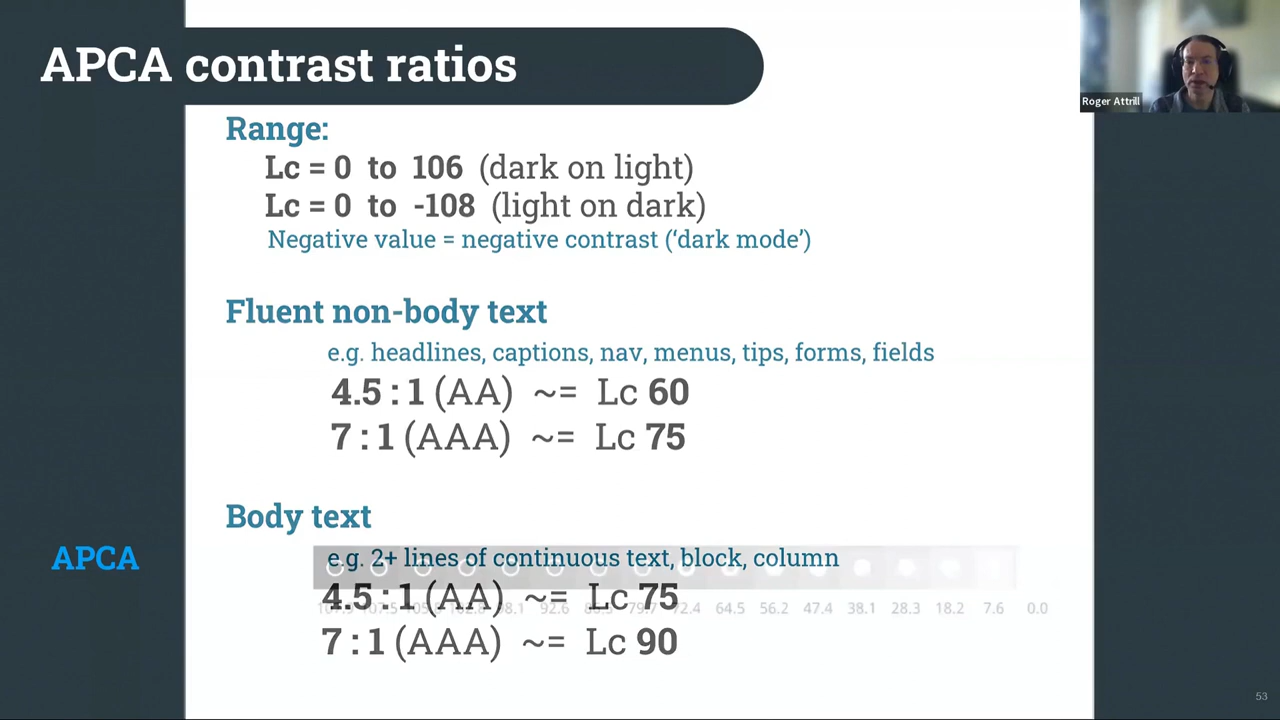 APCA contrast ratios
Roger Attrill
Range:
Lc = 0 to 106 (dark on light)
Lc = 0 to -108 (light on dark)
Negative value = negative contrast (‘dark mode’)
Fluent non-body text
e.g. headlines, captions, nav, menus, tips, forms, fields
4.5 : 1 (AA) ~= Lc 60
7 : 1 (AAA) ~= Lc 75
Body text
APCA
e.g. 2+ lines of continuous text, block, column
4.5 : 1 (AA) ~= Lc 75
92.6 72.4 64.5 56.2 47.4 38.1 28.3 18.2 7.6 0.0
7 : 1 (AAA) ~= Lc 90
53